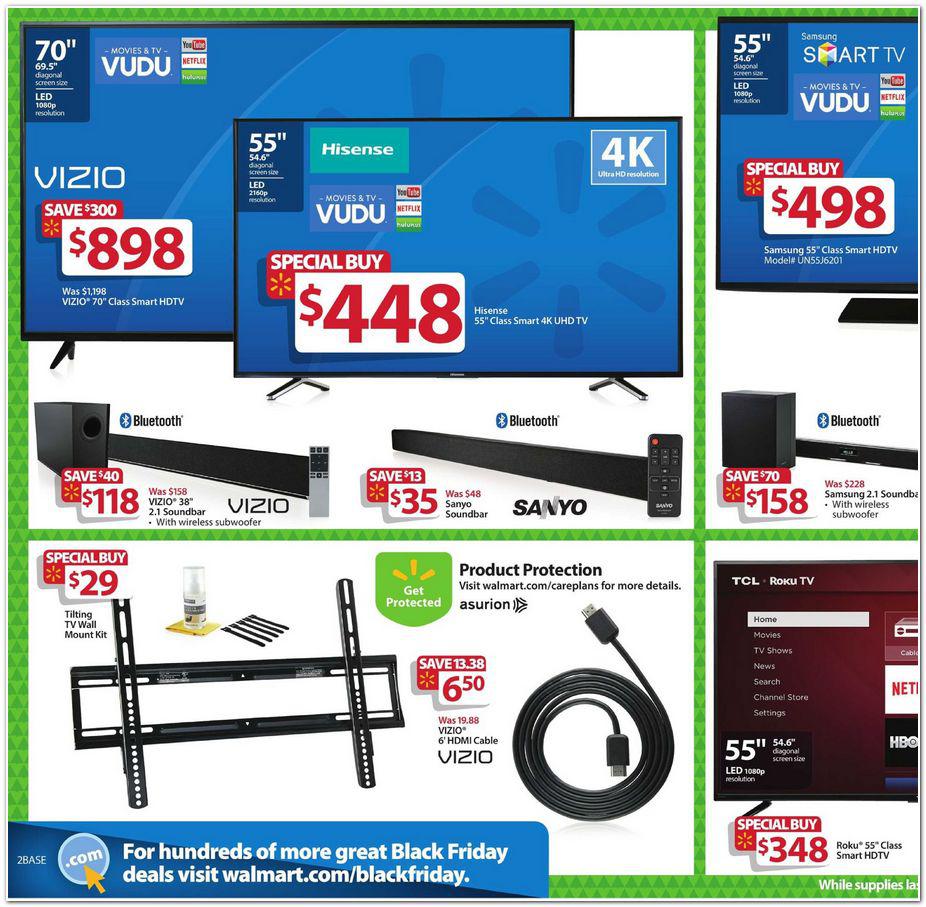 70"
69.5"
diagonal
screen size
LED
1080p
resolution
MOVIES & TV
VUDU
YouTube
NETFLIX
huluPLUS
VIZIO
SAVE $300
$898
Was $1,198
VIZIO® 70" Class Smart HDTV
55"
54.6"
diagonal
screen size
LED
2160p
resolution
Hisense
MOVIES & TV
VUDU
YouTube
NETFLIX
huluPLUS
4K
Ultra HD resolution
SPECIAL BUY
$448
Hisense
55" Class Smart 4K UHD TV
55"
54.6"
diagonal
screen size
LED
1080p
resolution
Samsung
SMART TV
MOVIES & TV
VUDU
YouTube
NETFLIX
huluPLUS
SPECIAL BUY
$498
Samsung 55" Class Smart HDTV
Model# UN55J6201
Bluetooth®
SAVE $40
$118
Was $158
VIZIO® 38"
2.1 Soundbar
• With wireless subwoofer
VIZIO
Bluetooth®
SAVE $13
$35
Was $48
Sanyo
Soundbar
SANYO
SANYO
Bluetooth®
SAVE $70
$158
Was $228
Samsung 2.1 Soundba
• With wireless
subwoofer
SPECIAL BUY
$29
Tilting
TV Wall
Mount Kit
Get
Protected
Product Protection
Visit walmart.com/careplans for more details.
asurion
SAVE 13.38
6.50
Was 19.88
VIZIO®
6' HDMI Cable
VIZIO
TCL • Roku TV
Home
Movies
TV Shows
News
Search
Channel Store
Settings
Cabl
NETF
HBO
55"
54.6"
diagonal
screen size
LED 1080p
resolution
SPECIAL BUY
$348
Roku® 55" Class
Smart HDTV
2BASE
.com
For hundreds of more great Black Friday
deals visit walmart.com/blackfriday.
While supplies las